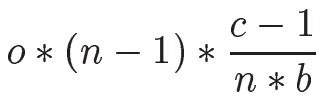 o * (n − 1) * (c − 1) / (n * b)